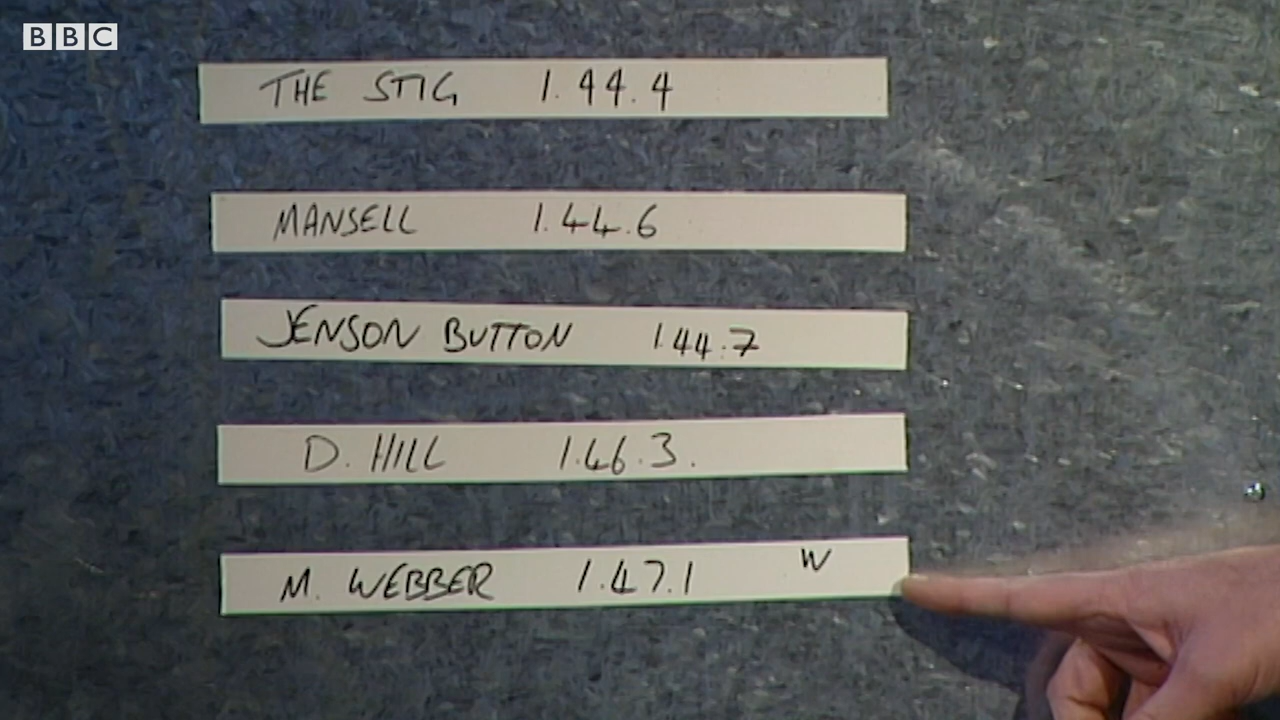 BBC
THE STIG 1.44.4
MANSELL 1.44.6
JENSON BUTTON 1.44.7
D. HILL 1.46.3.
M. WEBBER 1.47.1 W